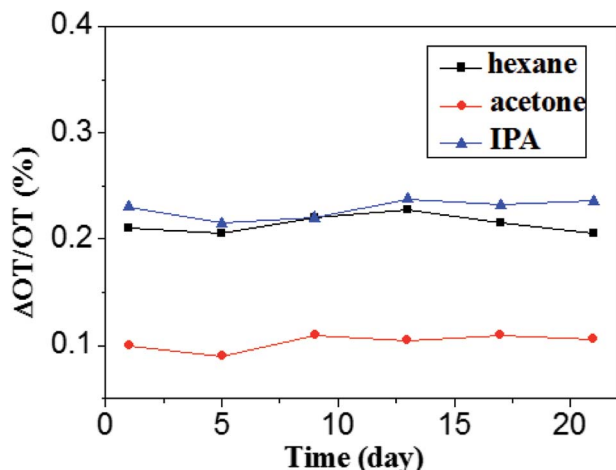 0.4
0.3
0.2
0.1
0 5 10 15 20
ΔOT/OT (%)
Time (day)
hexane
acetone
IPA